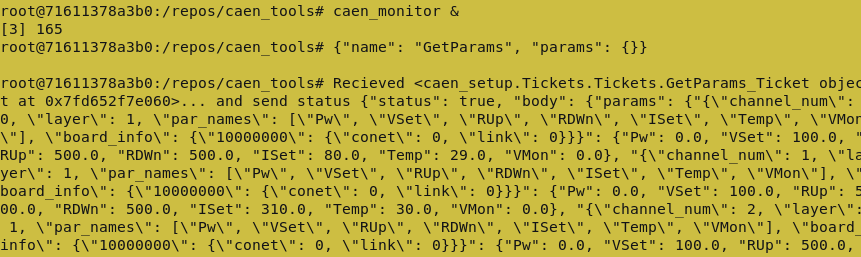 root@71611378a3b0:/repos/caen_tools# caen_monitor &
[3] 165
root@71611378a3b0:/repos/caen_tools# {"name": "GetParams", "params": {}}
root@71611378a3b0:/repos/caen_tools# Recieved <caen_setup.Tickets.Tickets.GetParams_Ticket objec
t at 0x7fd652f7e060>... and send status {"status": true, "body": {"params": {"{\"channel_num\":
0, \"layer\": 1, \"par_names\": [\"Pw\", \"VSet\", \"RUp\", \"RDWn\", \"ISet\", \"Temp\", \"VMon
\"], \"board_info\": {\"10000000\": {\"conet\": 0, \"link\": 0}}}": {"Pw": 0.0, "VSet": 100.0, "
RUp": 500.0, "RDWn": 500.0, "ISet": 80.0, "Temp": 29.0, "VMon": 0.0}, "{\"channel_num\": 1, \"la
yer\": 1, \"par_names\": [\"Pw\", \"VSet\", \"RUp\", \"RDWn\", \"ISet\", \"Temp\", \"VMon\"], \"
board_info\": {\"10000000\": {\"conet\": 0, \"link\": 0}}}": {"Pw": 0.0, "VSet": 100.0, "RUp": 5
00.0, "RDWn": 500.0, "ISet": 310.0, "Temp": 30.0, "VMon": 0.0}, "{\"channel_num\": 2, \"layer\":
1, \"par_names\": [\"Pw\", \"VSet\", \"RUp\", \"RDWn\", \"ISet\", \"Temp\", \"VMon\"], \"board_
info\": {\"10000000\": {\"conet\": 0, \"link\": 0}}}": {"Pw": 0.0, "VSet": 100.0, "RUp": 500.0,